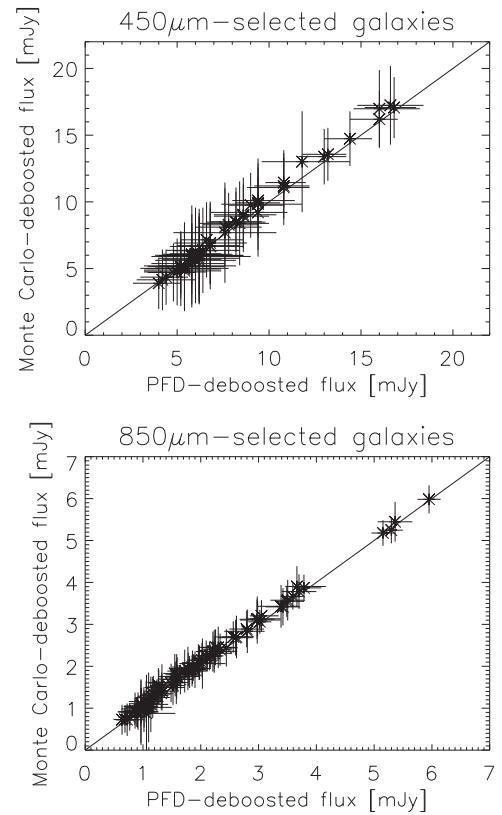 450μm−selected galaxies
Monte Carlo−deboosted flux [mJy]
20
15
10
5
0
0 5 10 15 20
PFD−deboosted flux [mJy]
850μm−selected galaxies
Monte Carlo−deboosted flux [mJy]
7
6
5
4
3
2
1
0
0 1 2 3 4 5 6 7
PFD−deboosted flux [mJy]